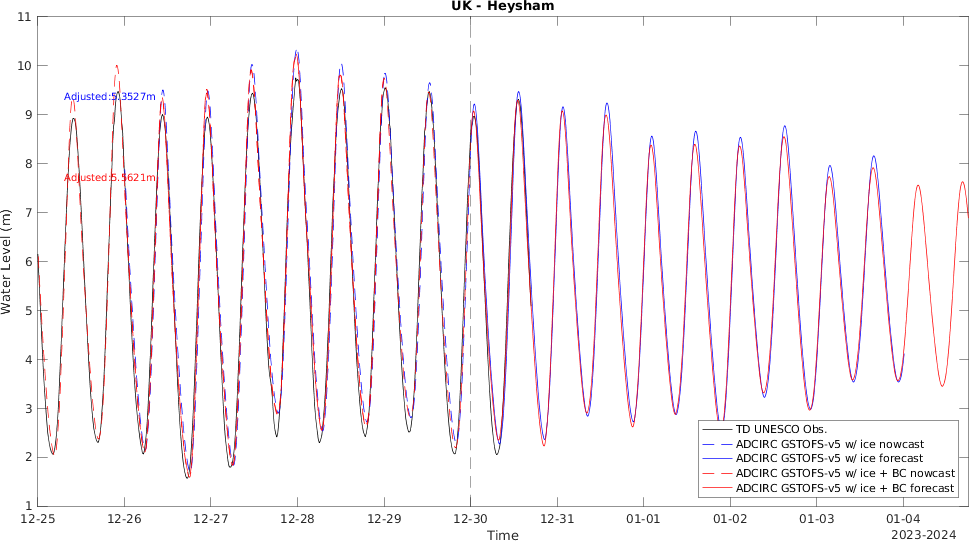 UK - Heysham
11
10
9
8
7
6
5
4
3
2
1
Water Level (m)
Adjusted:5.3527m
Adjusted:5.5621m
TD UNESCO Obs.
ADCIRC GSTOFS-v5 w/ ice nowcast
ADCIRC GSTOFS-v5 w/ ice forecast
ADCIRC GSTOFS-v5 w/ ice + BC nowcast
ADCIRC GSTOFS-v5 w/ ice + BC forecast
12-25 12-26 12-27 12-28 12-29 12-30 12-31 01-01 01-02 01-03 01-04
Time
2023-2024